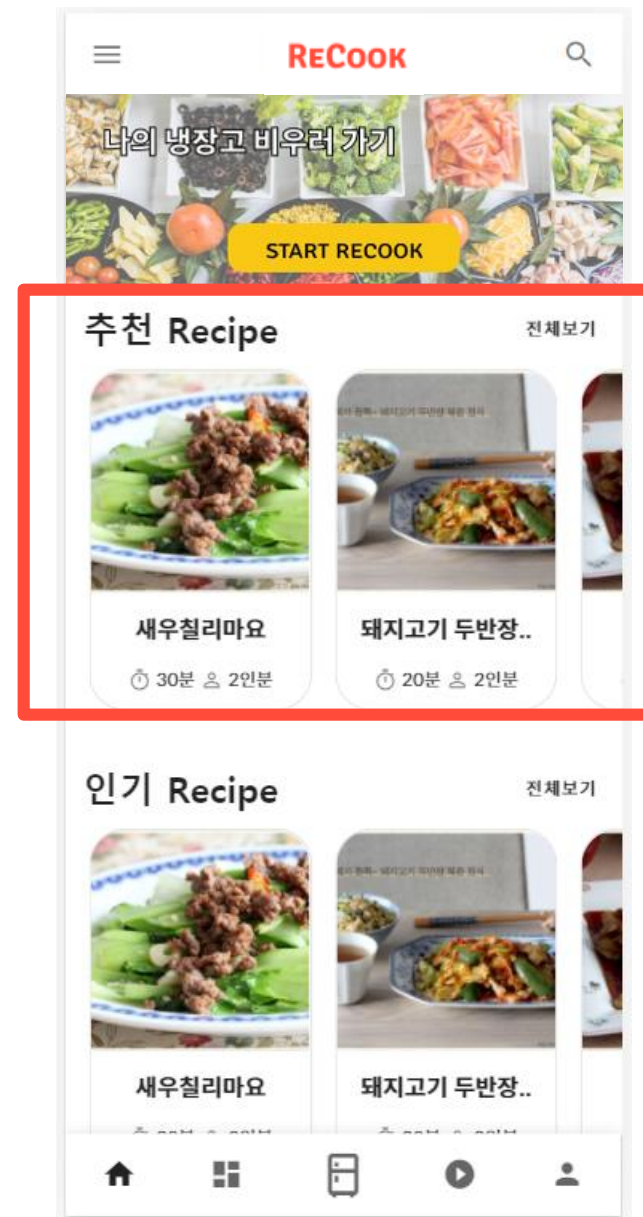 RECOOK
나의 냉장고 비우러 가기
START RECOOK
추천 Recipe 전체보기
새우칠리마요 돼지고기 두반장..
30분 2인분 20분 2인분
인기 Recipe 전체보기
새우칠리마요 돼지고기 두반장..